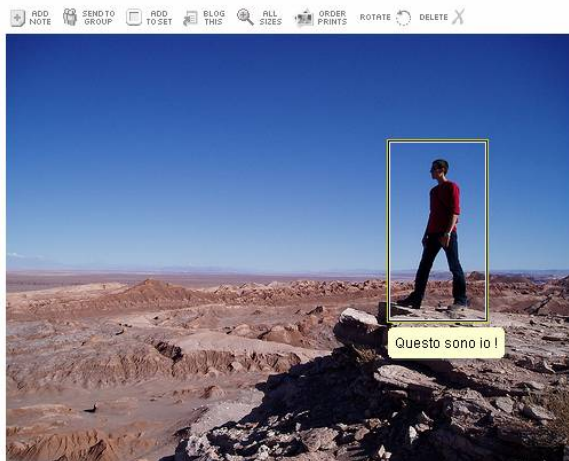 ADD NOTE
SEND TO GROUP
ADD TO SET
BLOG THIS
ALL SIZES
ORDER PRINTS
ROTATE
DELETE
Questo sono io !